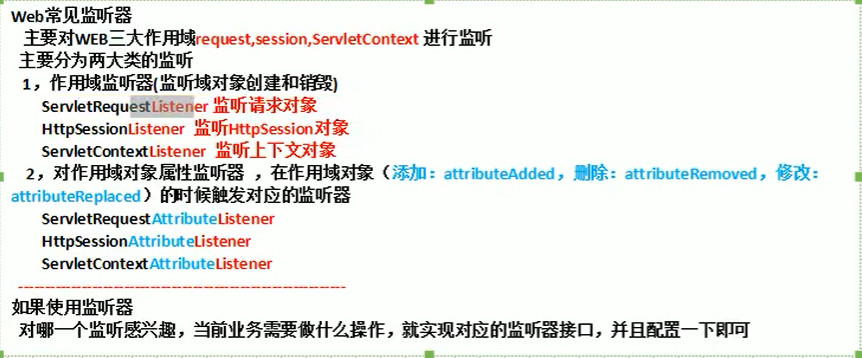 Web常见监听器
主要对WEB三大作用域request,session,ServletContext 进行监听
主要分为两大类的监听
1，作用域监听器(监听域对象创建和销毁)
ServletRequestListener 监听请求对象
HttpSessionListener 监听HttpSession对象
ServletContextListener 监听上下文对象
2，对作用域对象属性监听器 ，在作用域对象（添加：attributeAdded，删除：attributeRemoved，修改：
attributeReplaced）的时候触发对应的监听器
ServletRequestAttributeListener
HttpSessionAttributeListener
ServletContextAttributeListener
------------------------------------------------------------
如果使用监听器
对哪一个监听感兴趣，当前业务需要做什么操作，就实现对应的监听器接口，并且配置一下即可